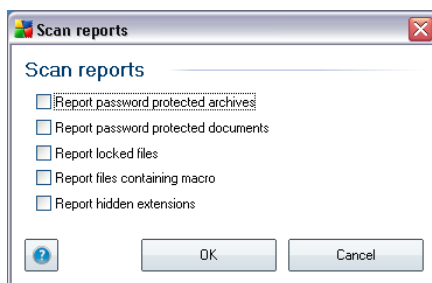 Scan reports
Scan reports
Report password protected archives
Report password protected documents
Report locked files
Report files containing macro
Report hidden extensions
?
OK
Cancel